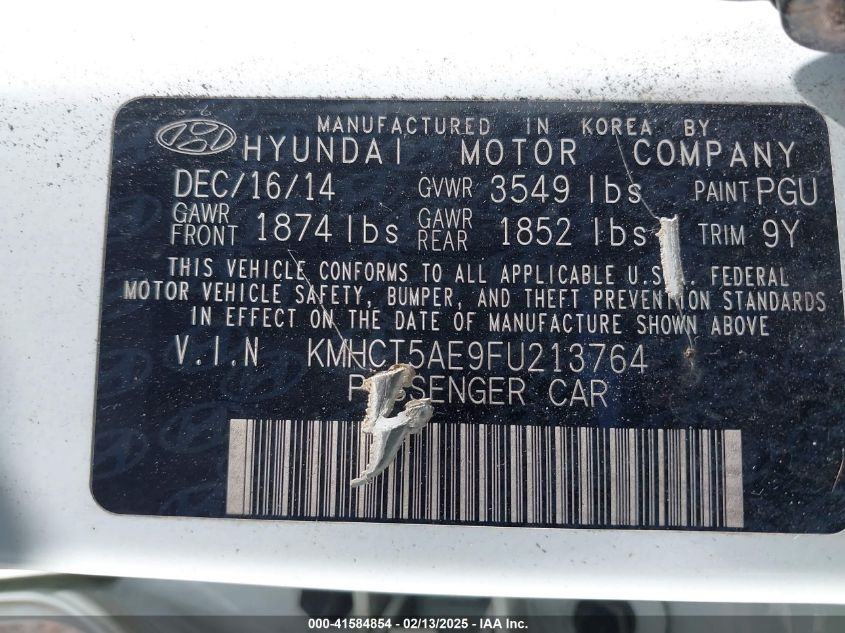 MANUFACTURED IN KOREA BY
HYUNDAI MOTOR COMPANY
DEC/16/14 GVWR 3549 lbs PAINT PGU
GAWR FRONT 1874 lbs GAWR REAR 1852 lbs TRIM 9Y
THIS VEHICLE CONFORMS TO ALL APPLICABLE U.S. FEDERAL
MOTOR VEHICLE SAFETY, BUMPER, AND THEFT PREVENTION STANDARDS
IN EFFECT ON THE DATE OF MANUFACTURE SHOWN ABOVE
V.I.N KMHCT5AE9FU213764
PASSENGER CAR
000-41584854 - 02/13/2025 - IAA Inc.